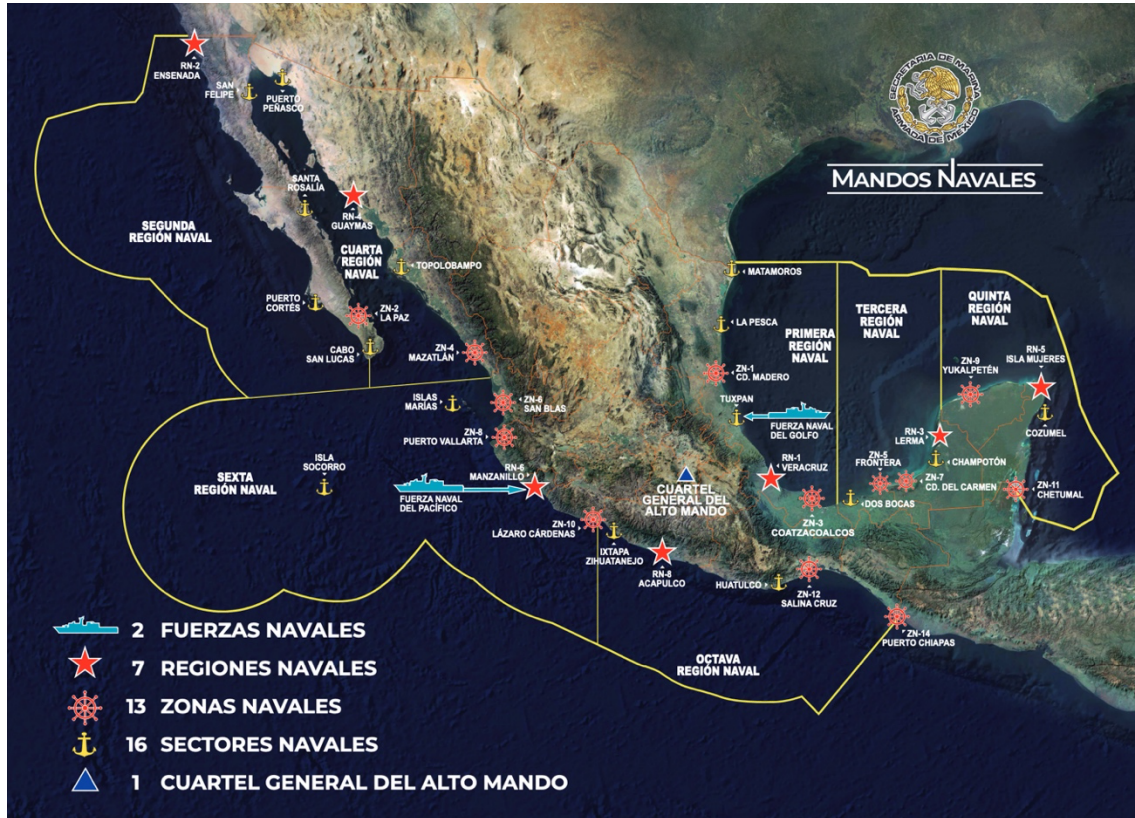 SECRETARIA DE MARINA
ARMADA DE MEXICO
MANDOS NAVALES
RN-2
ENSENADA
SAN
FELIPE
PUERTO
PEÑASCO
SANTA
ROSALÍA
RN-4
GUAYMAS
SEGUNDA
REGIÓN NAVAL
CUARTA
REGIÓN
NAVAL
TOPOLOBAMPO
PUERTO
CORTÉS
ZN-2
LA PAZ
CABO
SAN LUCAS
ZN-4
MAZATLÁN
MATAMOROS
LA PESCA
PRIMERA
REGIÓN
NAVAL
TERCERA
REGIÓN
NAVAL
QUINTA
REGIÓN
NAVAL
RN-5
ISLA MUJERES
ZN-9
YUKALPETÉN
ZN-1
CD. MADERO
TUXPAN
FUERZA NAVAL
DEL GOLFO
COZUMEL
ISLAS
MARÍAS
ZN-6
SAN BLAS
ZN-8
PUERTO VALLARTA
RN-3
LERMA
CHAMPOTÓN
ZN-5
FRONTERA
ZN-7
CD. DEL CARMEN
ZN-11
CHETUMAL
DOS BOCAS
RN-1
VERACRUZ
ZN-3
COATZACOALCOS
ISLA
SOCORRO
SEXTA
REGIÓN NAVAL
RN-6
MANZANILLO
FUERZA NAVAL
DEL PACÍFICO
CUARTEL
GENERAL DEL
ALTO MANDO
ZN-10
LÁZARO CÁRDENAS
IXTAPA
ZIHUATANEJO
RN-8
ACAPULCO
HUATULCO
ZN-12
SALINA CRUZ
ZN-14
PUERTO CHIAPAS
OCTAVA
REGIÓN NAVAL
2 FUERZAS NAVALES
7 REGIONES NAVALES
13 ZONAS NAVALES
16 SECTORES NAVALES
1 CUARTEL GENERAL DEL ALTO MANDO